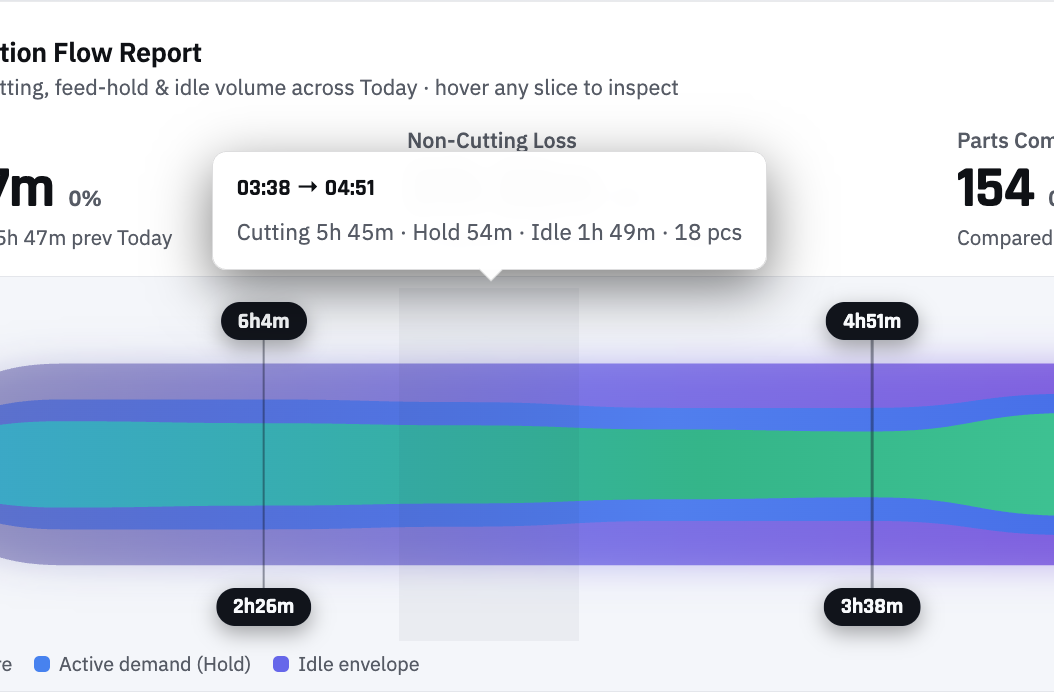 tion Flow Report
tting, feed-hold & idle volume across Today · hover any slice to inspect
Non-Cutting Loss
Parts Com
7m 0%
154
5h 47m prev Today
Compared
03:38 → 04:51
Cutting 5h 45m · Hold 54m · Idle 1h 49m · 18 pcs
6h4m
4h51m
2h26m
3h38m
re
Active demand (Hold)
Idle envelope